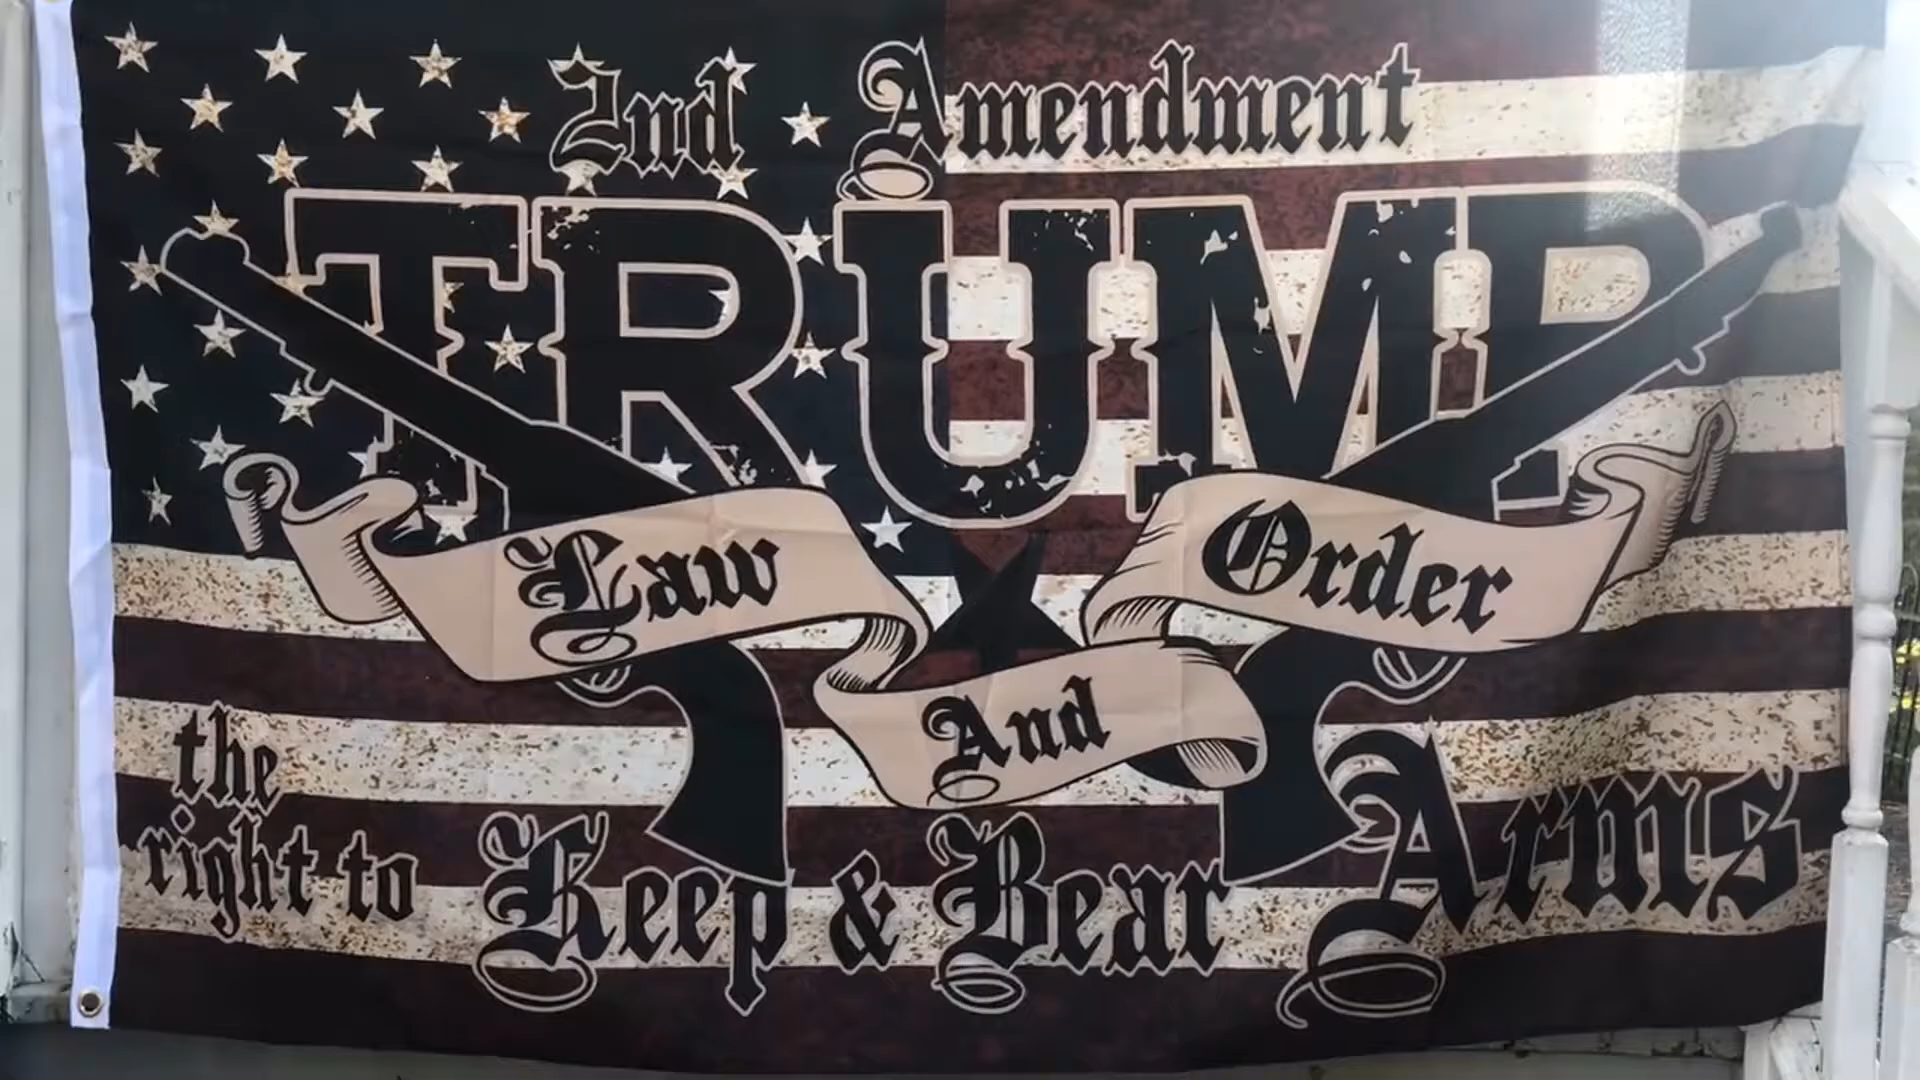 2nd Amendment
TRUMP
Law And Order
the
right to Keep & Bear Arms